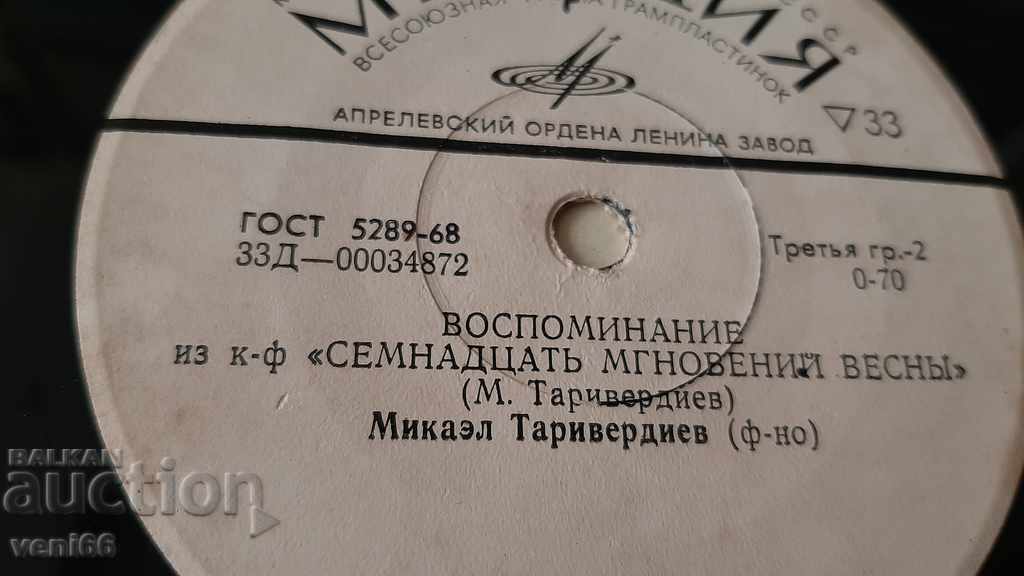 ВСЕСОЮЗНАЯ ГРАМПЛАСТИНОК
АПРЕЛЕВСКИЙ ОРДЕНА ЛЕНИНА ЗАВОД
▽33
ГОСТ 5289-68
33Д—00034872
Третья гр.-2
0-70
ВОСПОМИНАНИЕ
из к-ф «СЕМНАДЦАТЬ МГНОВЕНИЙ ВЕСНЫ»
(М. Таривердиев)
Микаэл Таривердиев (ф-но)
BALKAN
auction
veni66